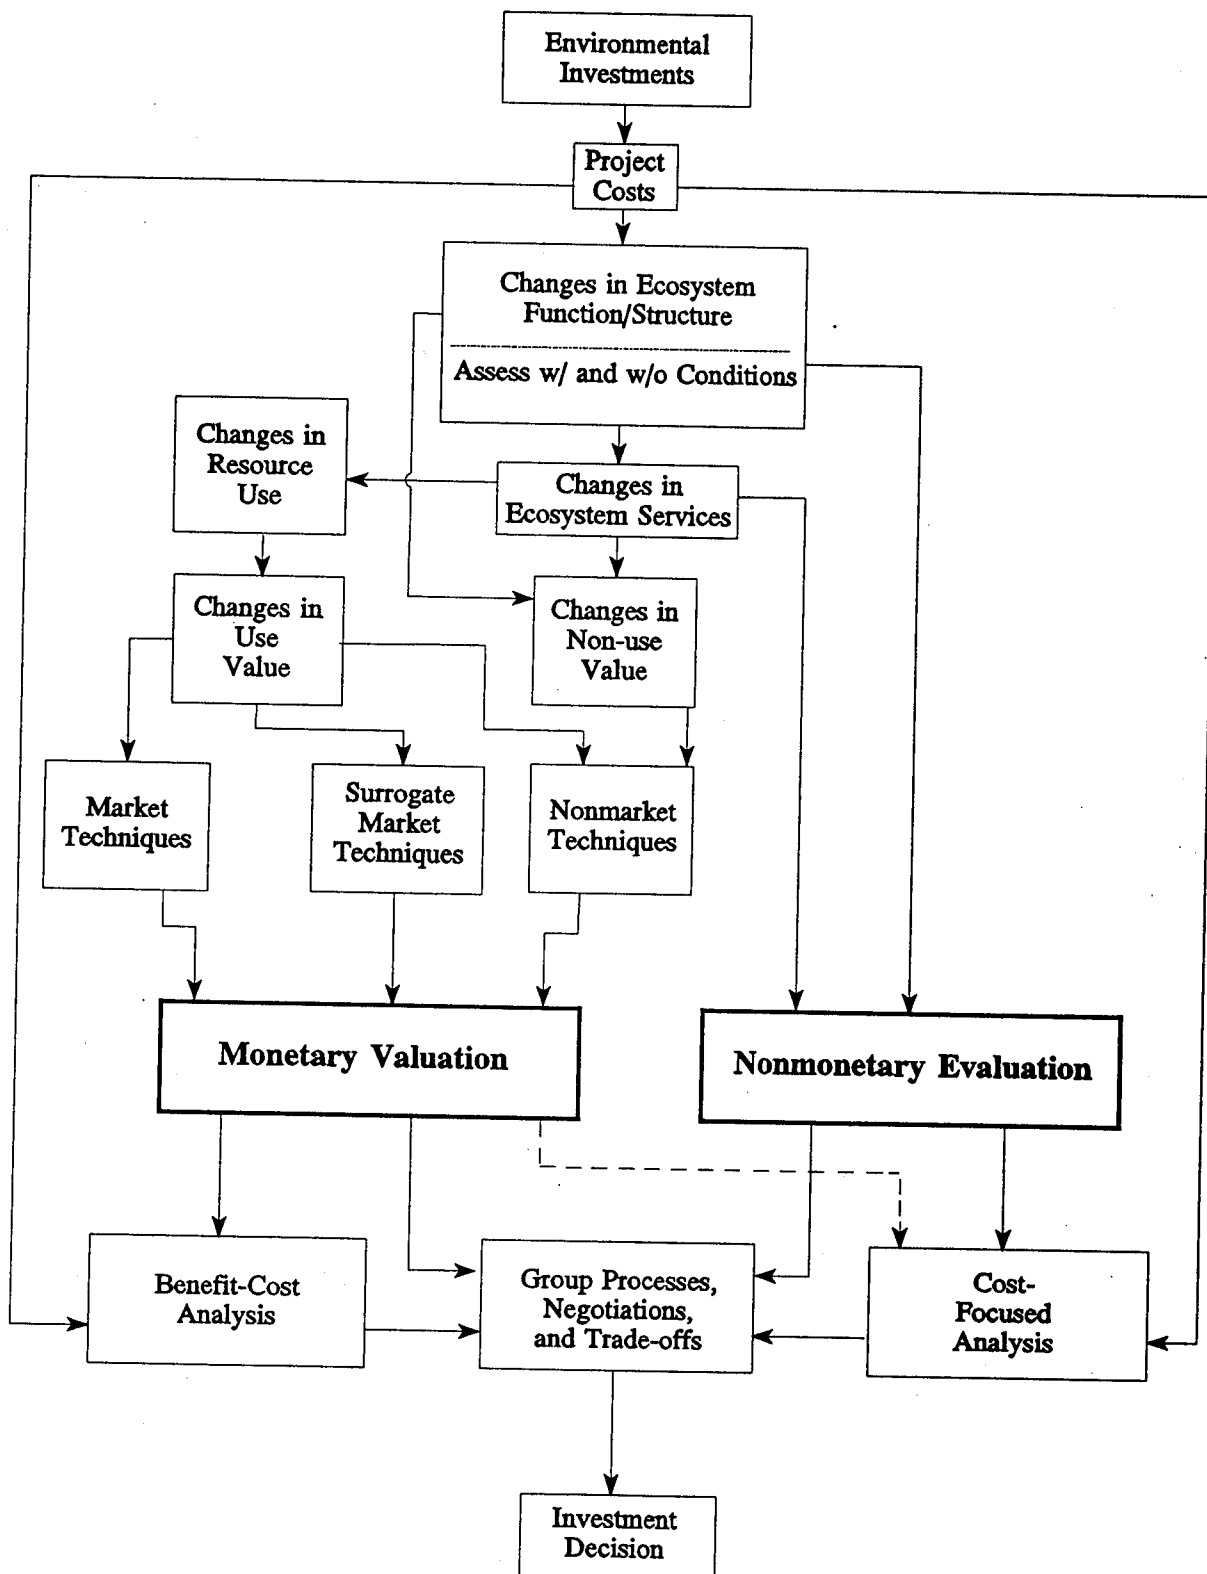 Environmental
Investments
Project
Costs
Changes in Ecosystem
Function/Structure
Assess w/ and w/o Conditions
Changes in
Resource
Use
Changes in
Ecosystem Services
Changes in
Use
Value
Changes in
Non-use
Value
Market
Techniques
Surrogate
Market
Techniques
Nonmarket
Techniques
Monetary Valuation
Nonmonetary Evaluation
Benefit-Cost
Analysis
Group Processes,
Negotiations,
and Trade-offs
Cost-
Focused
Analysis
Investment
Decision